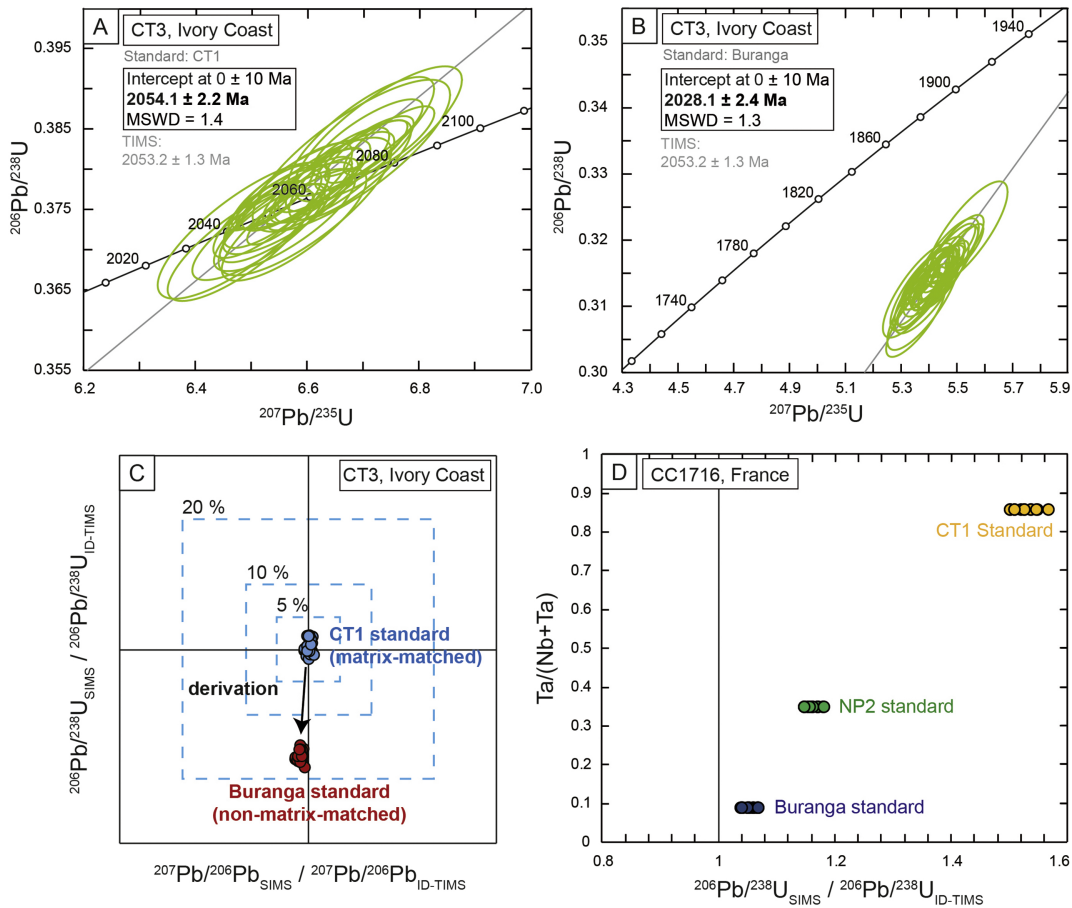 A
CT3, Ivory Coast
Standard: CT1
Intercept at 0 ± 10 Ma
2054.1 ± 2.2 Ma
MSWD = 1.4
TIMS:
2053.2 ± 1.3 Ma
0.395
0.385
0.375
0.365
0.355
206Pb/238U
2020
2040
2060
2080
2100
6.2
6.4
6.6
6.8
7.0
207Pb/235U
B
CT3, Ivory Coast
Standard: Buranga
Intercept at 0 ± 10 Ma
2028.1 ± 2.4 Ma
MSWD = 1.3
TIMS:
2053.2 ± 1.3 Ma
0.35
0.34
0.33
0.32
0.31
0.30
206Pb/238U
1740
1780
1820
1860
1900
1940
4.3
4.5
4.7
4.9
5.1
5.3
5.5
5.7
5.9
207Pb/235U
C
CT3, Ivory Coast
20 %
10 %
5 %
CT1 standard
(matrix-matched)
derivation
Buranga standard
(non-matrix-matched)
206Pb/238USIMS / 206Pb/238UID-TIMS
207Pb/206PbSIMS / 207Pb/206PbID-TIMS
D
CC1716, France
1
0.9
0.8
0.7
0.6
0.5
0.4
0.3
0.2
0.1
0
Ta/(Nb+Ta)
CT1 Standard
NP2 standard
Buranga standard
0.8
1
1.2
1.4
1.6
206Pb/238USIMS / 206Pb/238UID-TIMS